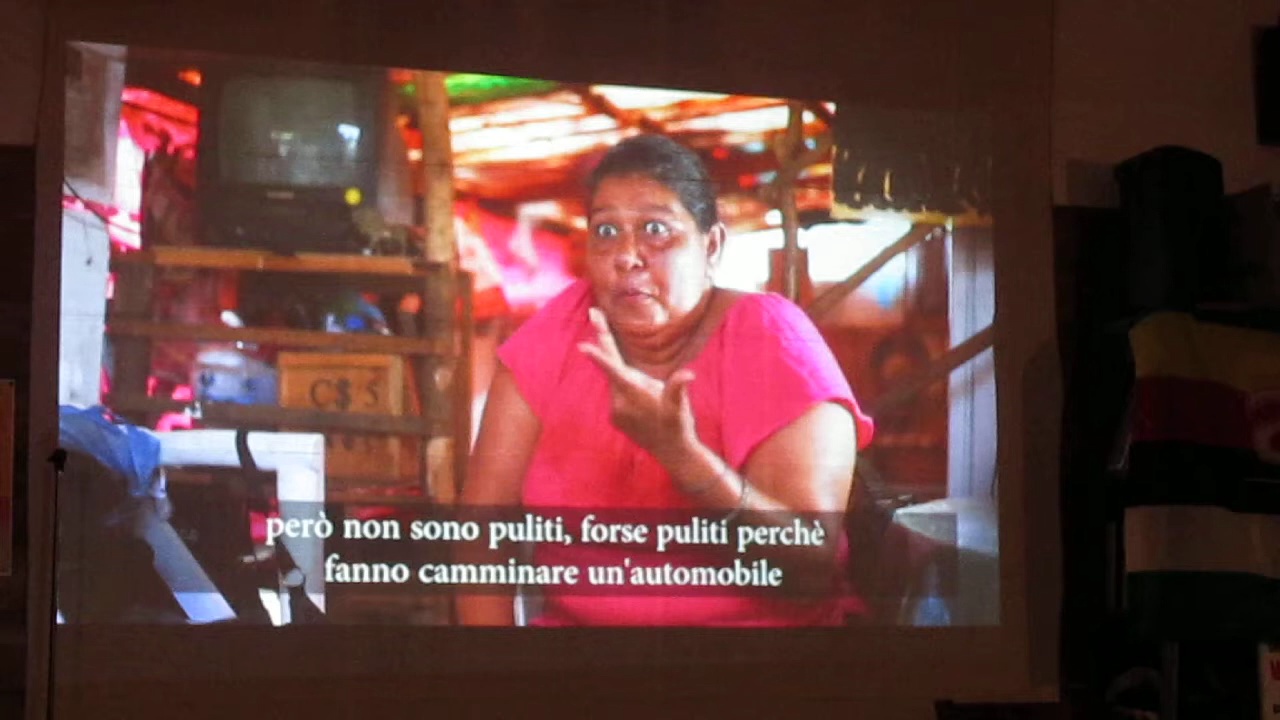 C$ 5
però non sono puliti, forse puliti perchè
fanno camminare un'automobile